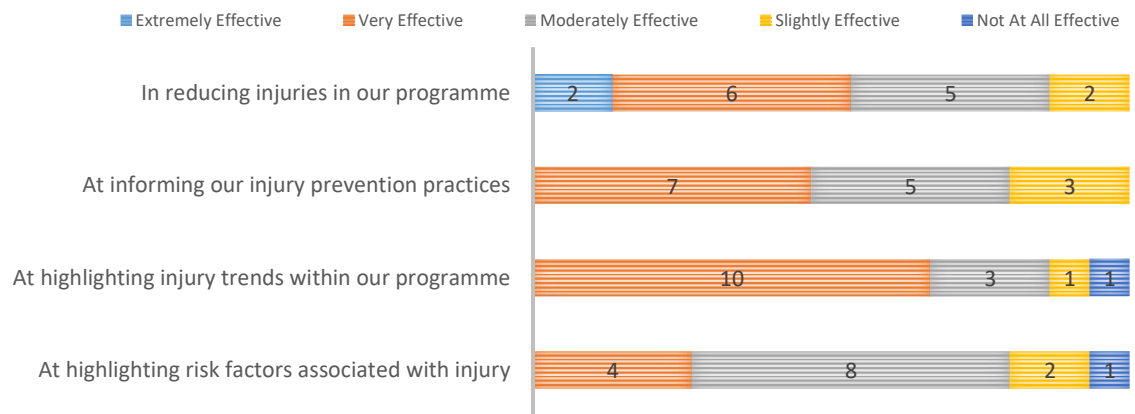 Extremely Effective Very Effective Moderately Effective Slightly Effective Not At All Effective
In reducing injuries in our programme 2 6 5 2
At informing our injury prevention practices 7 5 3
At highlighting injury trends within our programme 10 3 1 1
At highlighting risk factors associated with injury 4 8 2 1